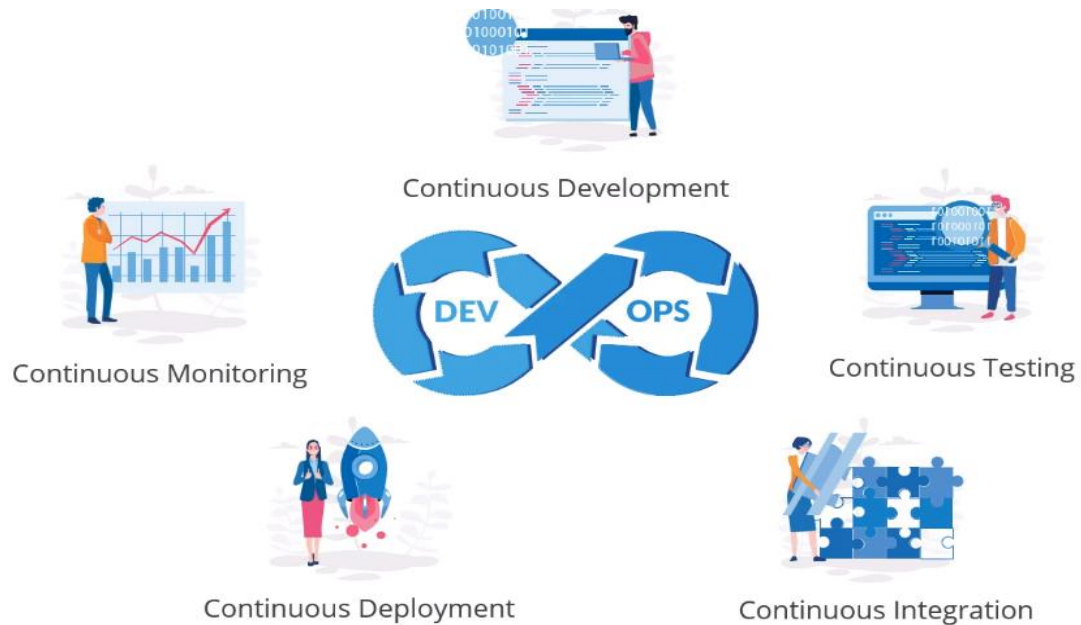 Continuous Development
Continuous Monitoring
DEV OPS
Continuous Testing
Continuous Deployment
Continuous Integration